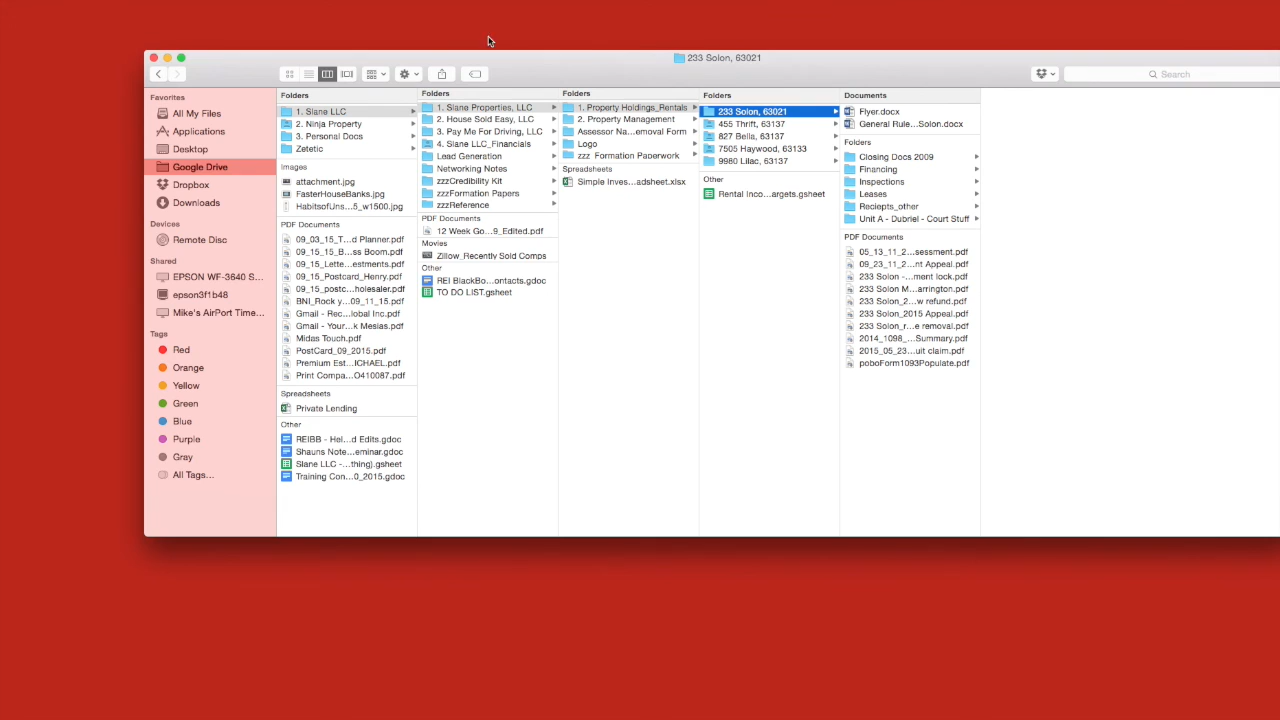 233 Solon, 63021
Search
Favorites
All My Files
Applications
Desktop
Google Drive
Dropbox
Downloads
Devices
Remote Disc
Shared
EPSON WF-3640 S...
epson3f1b48
Mike's AirPort Time...
Tags
Red
Orange
Yellow
Green
Blue
Purple
Gray
All Tags...
Folders
1. Slane LLC
2. Ninja Property
3. Personal Docs
Zetetic
Images
attachment.jpg
FasterHouseBanks.jpg
HabitsofUns...5_w1500.jpg
PDF Documents
09_03_15_T...d Planner.pdf
09_15_15_B...ss Boom.pdf
09_15_Lette...estments.pdf
09_15_Postcard_Henry.pdf
09_15_postc...holesaler.pdf
BNI_Rock y...09_11_15.pdf
Gmail - Rec...lobal Inc.pdf
Gmail - Your...k Mesias.pdf
Midas Touch.pdf
PostCard_09_2015.pdf
Premium Est...ICHAEL.pdf
Print Compa...O410087.pdf
Spreadsheets
Private Lending
Other
REIBB - Hel...d Edits.gdoc
Shauns Note...eminar.gdoc
Slane LLC -...thing).gsheet
Training Con...0_2015.gdoc
Folders
1. Slane Properties, LLC
2. House Sold Easy, LLC
3. Pay Me For Driving, LLC
4. Slane LLC_Financials
Lead Generation
Networking Notes
zzzCredibility Kit
zzzFormation Papers
zzzReference
PDF Documents
12 Week Go...9_Edited.pdf
Movies
Zillow_Recently Sold Comps
Other
REI BlackBo...ontacts.gdoc
TO DO LIST.gsheet
Folders
1. Property Holdings_Rentals
2. Property Management
Assessor Na...emoval Form
Logo
zzz_Formation Paperwork
Spreadsheets
Simple Inves...adsheet.xlsx
Folders
233 Solon, 63021
455 Thrift, 63137
827 Bella, 63137
7505 Haywood, 63133
9980 Lilac, 63137
Other
Rental Inco...argets.gsheet
Documents
Flyer.docx
General Rule...Solon.docx
Folders
Closing Docs 2009
Financing
Inspections
Leases
Reciepts_other
Unit A - Dubriel - Court Stuff
PDF Documents
05_13_11_2...sessment.pdf
09_23_11_2...nt Appeal.pdf
233 Solon -...ment lock.pdf
233 Solon M...arrington.pdf
233 Solon_2...w refund.pdf
233 Solon_2015 Appeal.pdf
233 Solon_r...e removal.pdf
2014_1098_...Summary.pdf
2015_05_23...uit claim.pdf
poboForm1093Populate.pdf